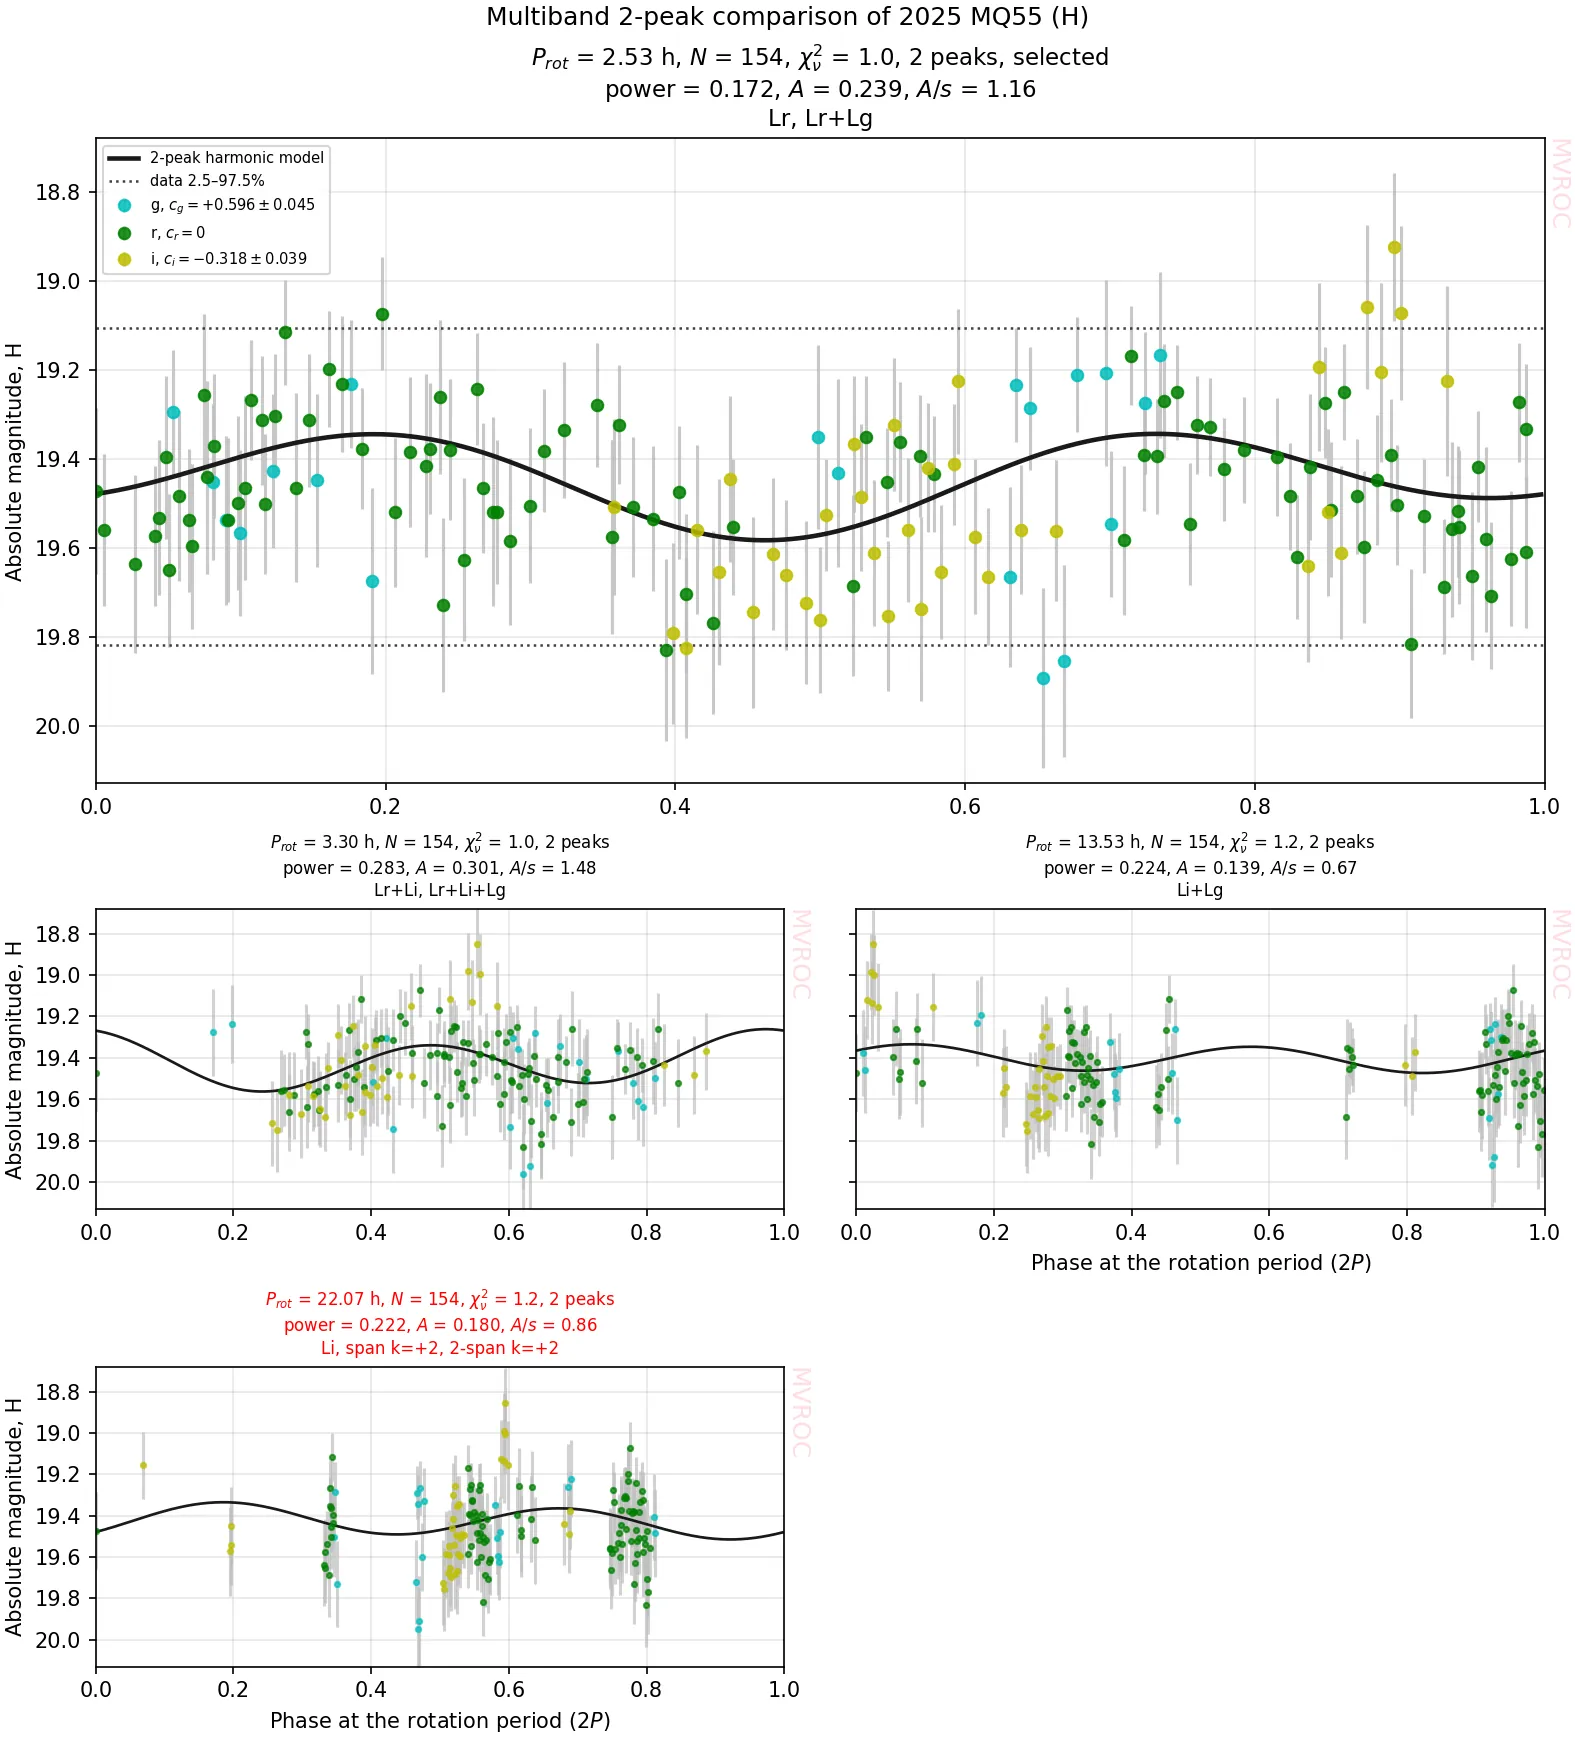 Multiband 2-peak comparison of 2025 MQ55 (H)
P_rot = 2.53 h, N = 154, χ²_ν = 1.0, 2 peaks, selected
power = 0.172, A = 0.239, A/s = 1.16
Lr, Lr+Lg
2-peak harmonic model
data 2.5–97.5%
g, c_g = +0.596 ± 0.045
r, c_r = 0
i, c_i = −0.318 ± 0.039
MVROC
Absolute magnitude, H
18.8
19.0
19.2
19.4
19.6
19.8
20.0
0.0 0.2 0.4 0.6 0.8 1.0
P_rot = 3.30 h, N = 154, χ²_ν = 1.0, 2 peaks
power = 0.283, A = 0.301, A/s = 1.48
Lr+Li, Lr+Li+Lg
MVROC
Absolute magnitude, H
18.8
19.0
19.2
19.4
19.6
19.8
20.0
0.0 0.2 0.4 0.6 0.8 1.0
P_rot = 13.53 h, N = 154, χ²_ν = 1.2, 2 peaks
power = 0.224, A = 0.139, A/s = 0.67
Li+Lg
MVROC
0.0 0.2 0.4 0.6 0.8 1.0
Phase at the rotation period (2P)
P_rot = 22.07 h, N = 154, χ²_ν = 1.2, 2 peaks
power = 0.222, A = 0.180, A/s = 0.86
Li, span k=+2, 2-span k=+2
MVROC
Absolute magnitude, H
18.8
19.0
19.2
19.4
19.6
19.8
20.0
0.0 0.2 0.4 0.6 0.8 1.0
Phase at the rotation period (2P)